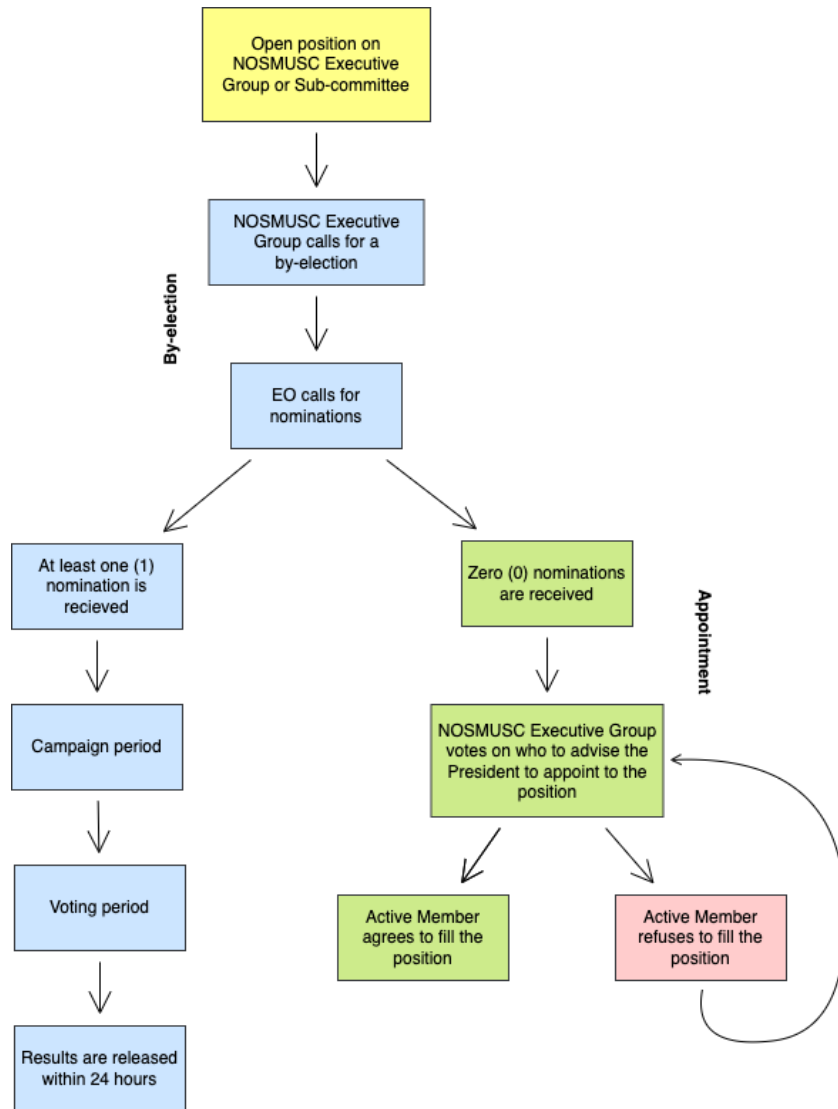 Open position on
NOSMUSC Executive
Group or Sub-committee
NOSMUSC Executive
Group calls for a
by-election
By-election
EO calls for
nominations
At least one (1)
nomination is
recieved
Zero (0) nominations
are received
Appointment
Campaign period
NOSMUSC Executive Group
votes on who to advise the
President to appoint to the
position
Voting period
Active Member
agrees to fill the
position
Active Member
refuses to fill the
position
Results are released
within 24 hours